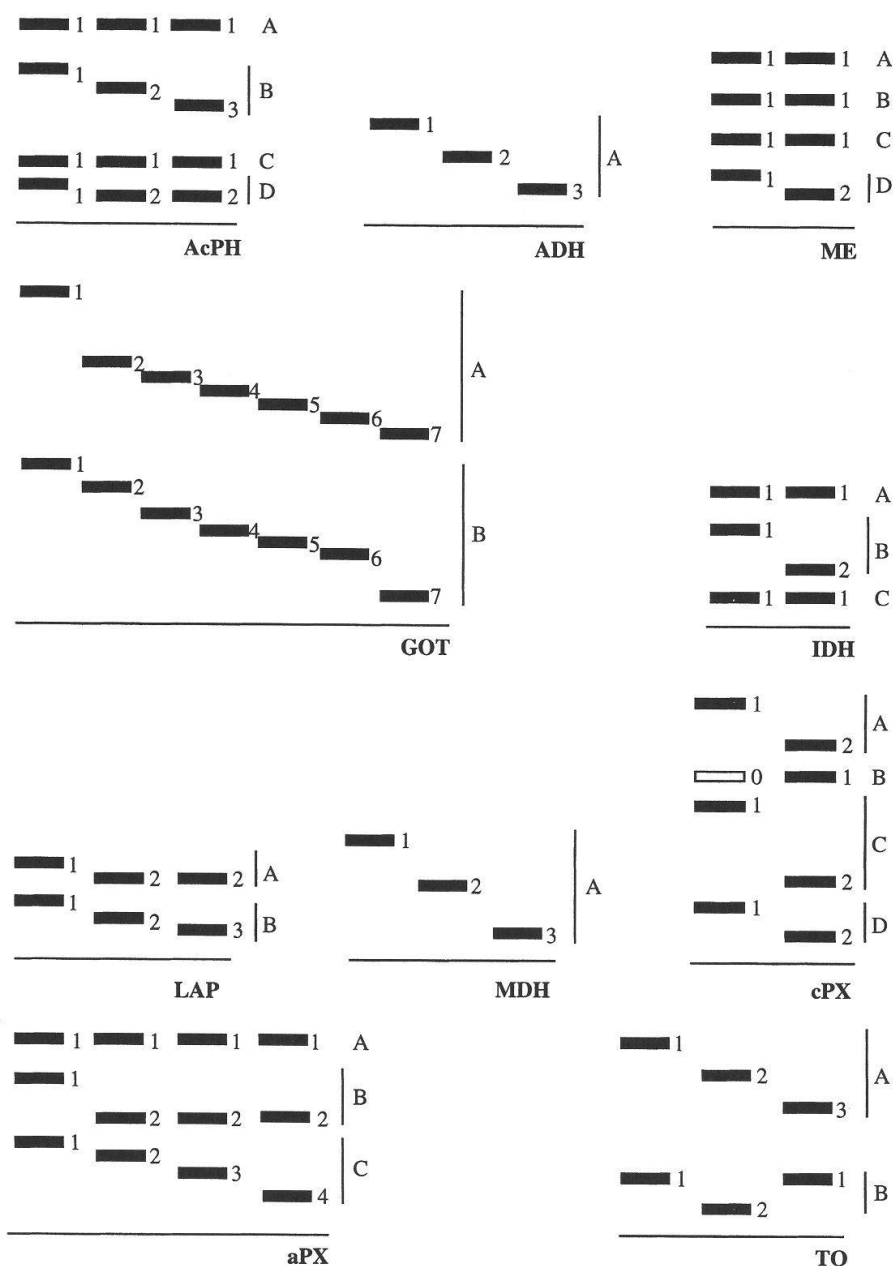 1 1 1 A
1 2 3 B
1 1 1 C
1 2 2 D
AcPH
1 2 3 A
ADH
1 1 A
1 1 B
1 1 C
1 2 D
ME
1 2 3 4 5 6 7 A
1 2 3 4 5 6 7 B
GOT
1 1 A
1 2 B
1 1 C
IDH
1 2 2 A
1 2 3 B
LAP
1 2 3 A
MDH
1 2 A
0 1 B
1 2 C
1 2 D
cPX
1 1 1 1 A
1 2 2 2 B
1 2 3 4 C
aPX
1 2 3 A
1 2 1 B
TO